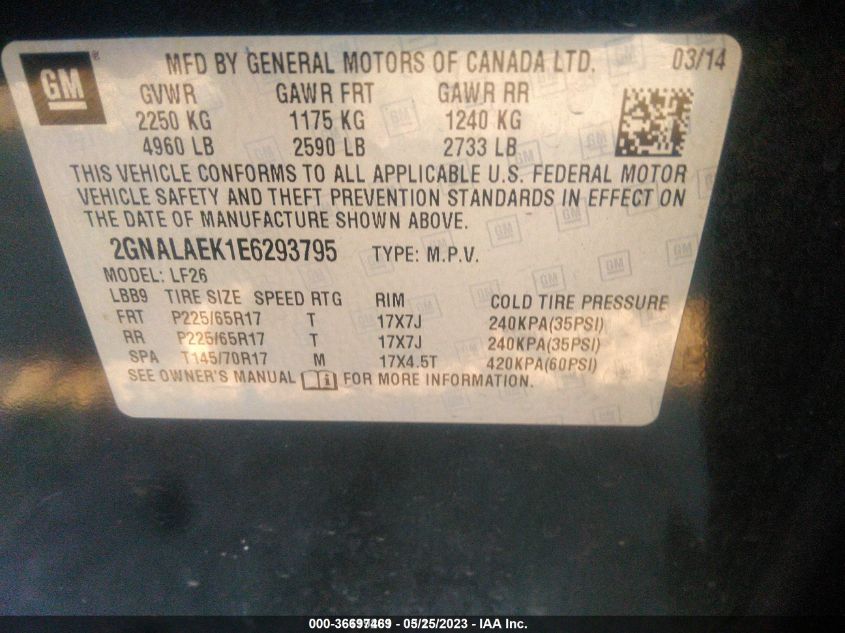 GM ® MFD BY GENERAL MOTORS OF CANADA LTD. 03/14
GVWR GAWR FRT GAWR RR
2250 KG 1175 KG 1240 KG
4960 LB 2590 LB 2733 LB
THIS VEHICLE CONFORMS TO ALL APPLICABLE U.S. FEDERAL MOTOR
VEHICLE SAFETY AND THEFT PREVENTION STANDARDS IN EFFECT ON
THE DATE OF MANUFACTURE SHOWN ABOVE.
2GNALAEK1E6293795 TYPE: M.P.V.
MODEL: LF26
LBB9 TIRE SIZE SPEED RTG RIM COLD TIRE PRESSURE
FRT P225/65R17 T 17X7J 240KPA(35PSI)
RR P225/65R17 T 17X7J 240KPA(35PSI)
SPA T145/70R17 M 17X4.5T 420KPA(60PSI)
SEE OWNER'S MANUAL i FOR MORE INFORMATION.
/25/2023 - IAA Inc.